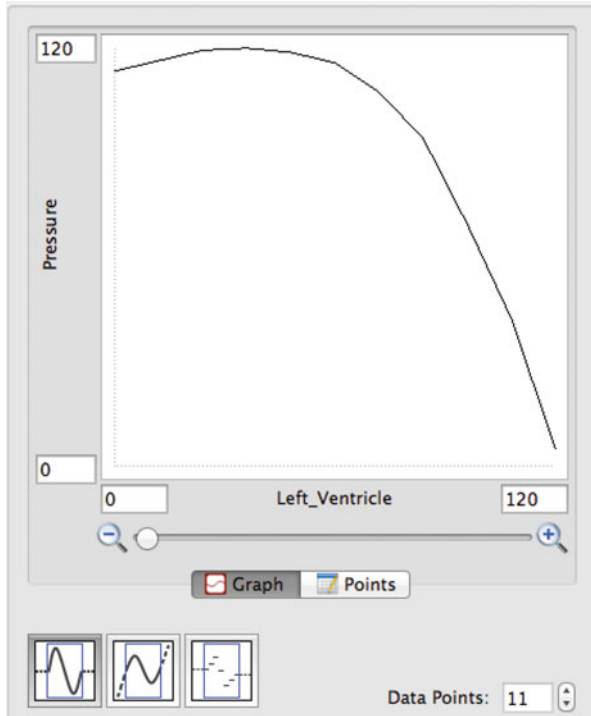 120
Pressure
0
0 Left_Ventricle 120
Graph Points
Data Points: 11